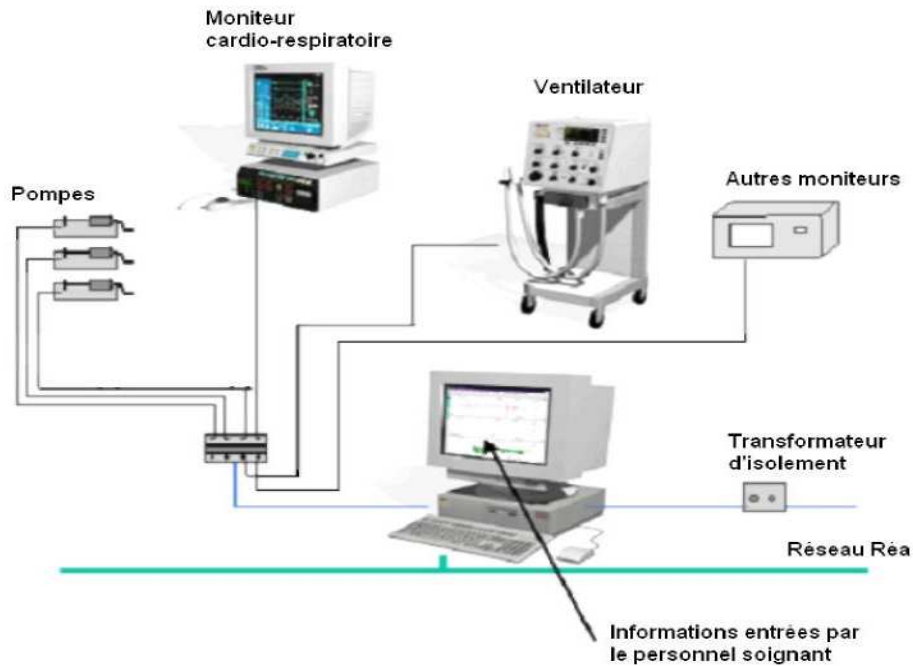 Moniteur
cardio-respiratoire
Ventilateur
Autres moniteurs
Pompes
Transformateur
d'isolement
Réseau Réa
Informations entrées par
le personnel soignant